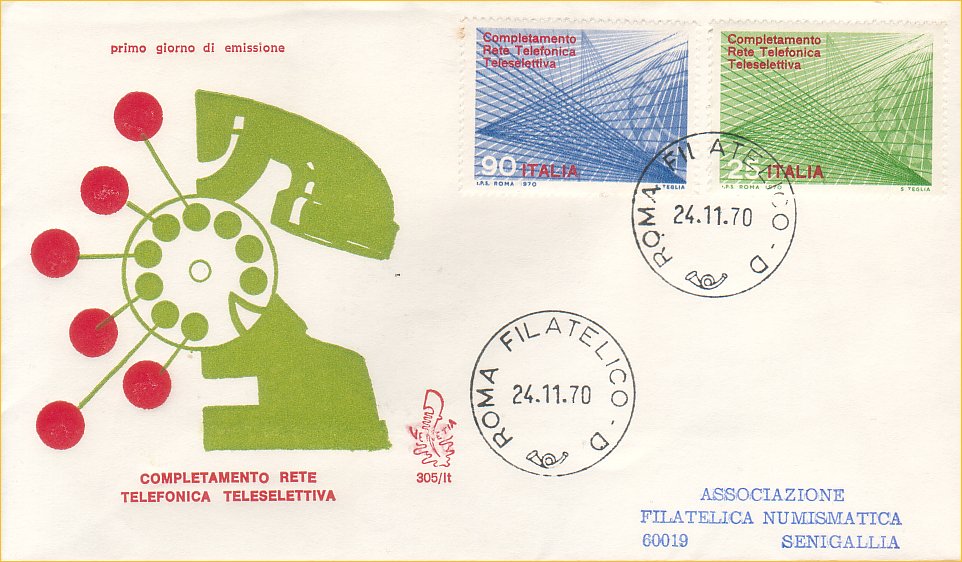 primo giorno di emissione
Completamento
Rete Telefonica
Teleselettiva
90 ITALIA
I.P.S. ROMA 1970
S. TEGLIA
Completamento
Rete Telefonica
Teleselettiva
25 ITALIA
I.P.S. ROMA 1970
S. TEGLIA
ROMA FILATELICO - D
24.11.70
ROMA FILATELICO - D
24.11.70
305/It
COMPLETAMENTO RETE
TELEFONICA TELESELETTIVA
ASSOCIAZIONE
FILATELICA NUMISMATICA
60019 SENIGALLIA